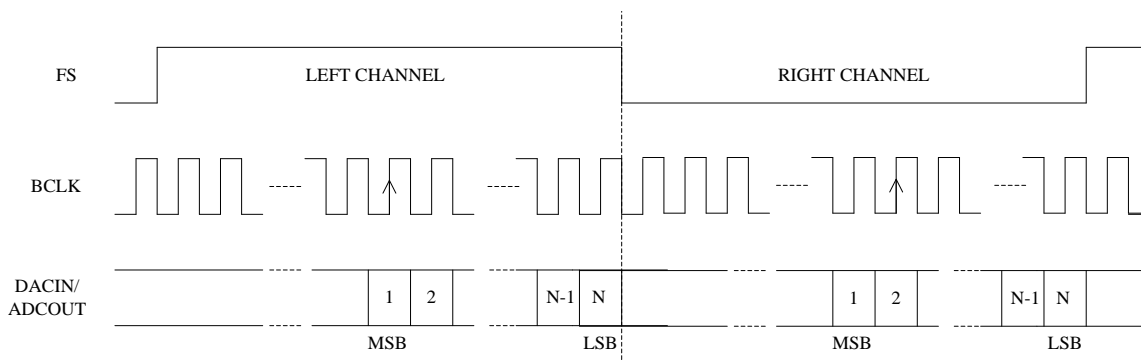 FS
LEFT CHANNEL
RIGHT CHANNEL
BCLK
DACIN/
ADCOUT
1 2 N-1 N 1 2 N-1 N
MSB LSB MSB LSB